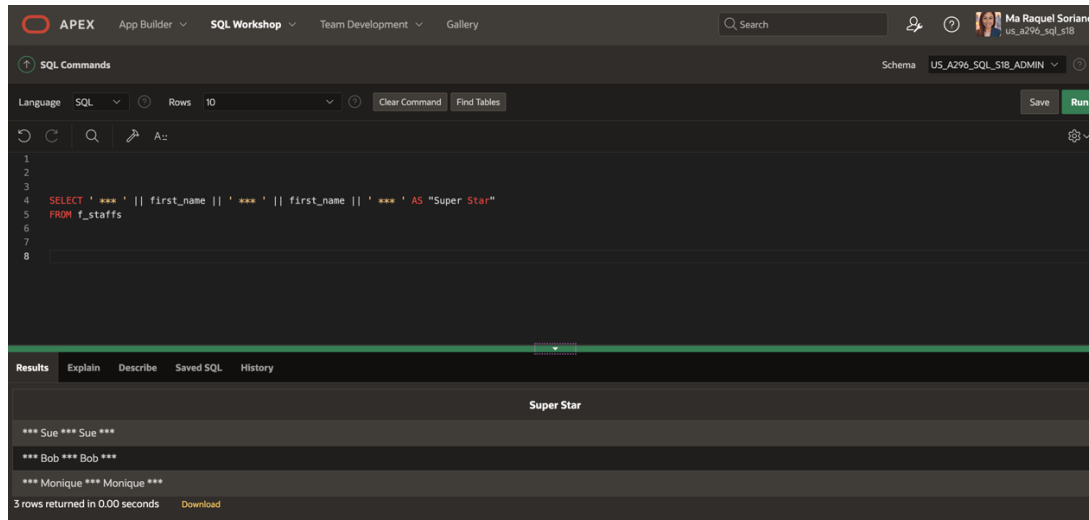 APEX App Builder SQL Workshop Team Development Gallery Search Ma Raquel Soriano
us_a296_sql_s18
SQL Commands Schema US_A296_SQL_S18_ADMIN
Language SQL Rows 10 Clear Command Find Tables Save Run
A::
1
2
3
4 SELECT ' *** ' || first_name || ' *** ' || first_name || ' *** ' AS "Super Star"
5 FROM f_staffs
6
7
8
Results Explain Describe Saved SQL History
Super Star
*** Sue *** Sue ***
*** Bob *** Bob ***
*** Monique *** Monique ***
3 rows returned in 0.00 seconds Download